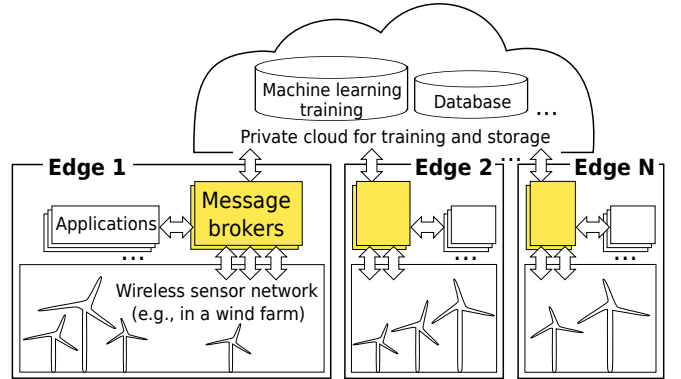 Machine learning
training
Database
...
Private cloud for training and storage
...
Edge 1
Edge 2
Edge N
Applications
...
Message
brokers
...
...
Wireless sensor network
(e.g., in a wind farm)